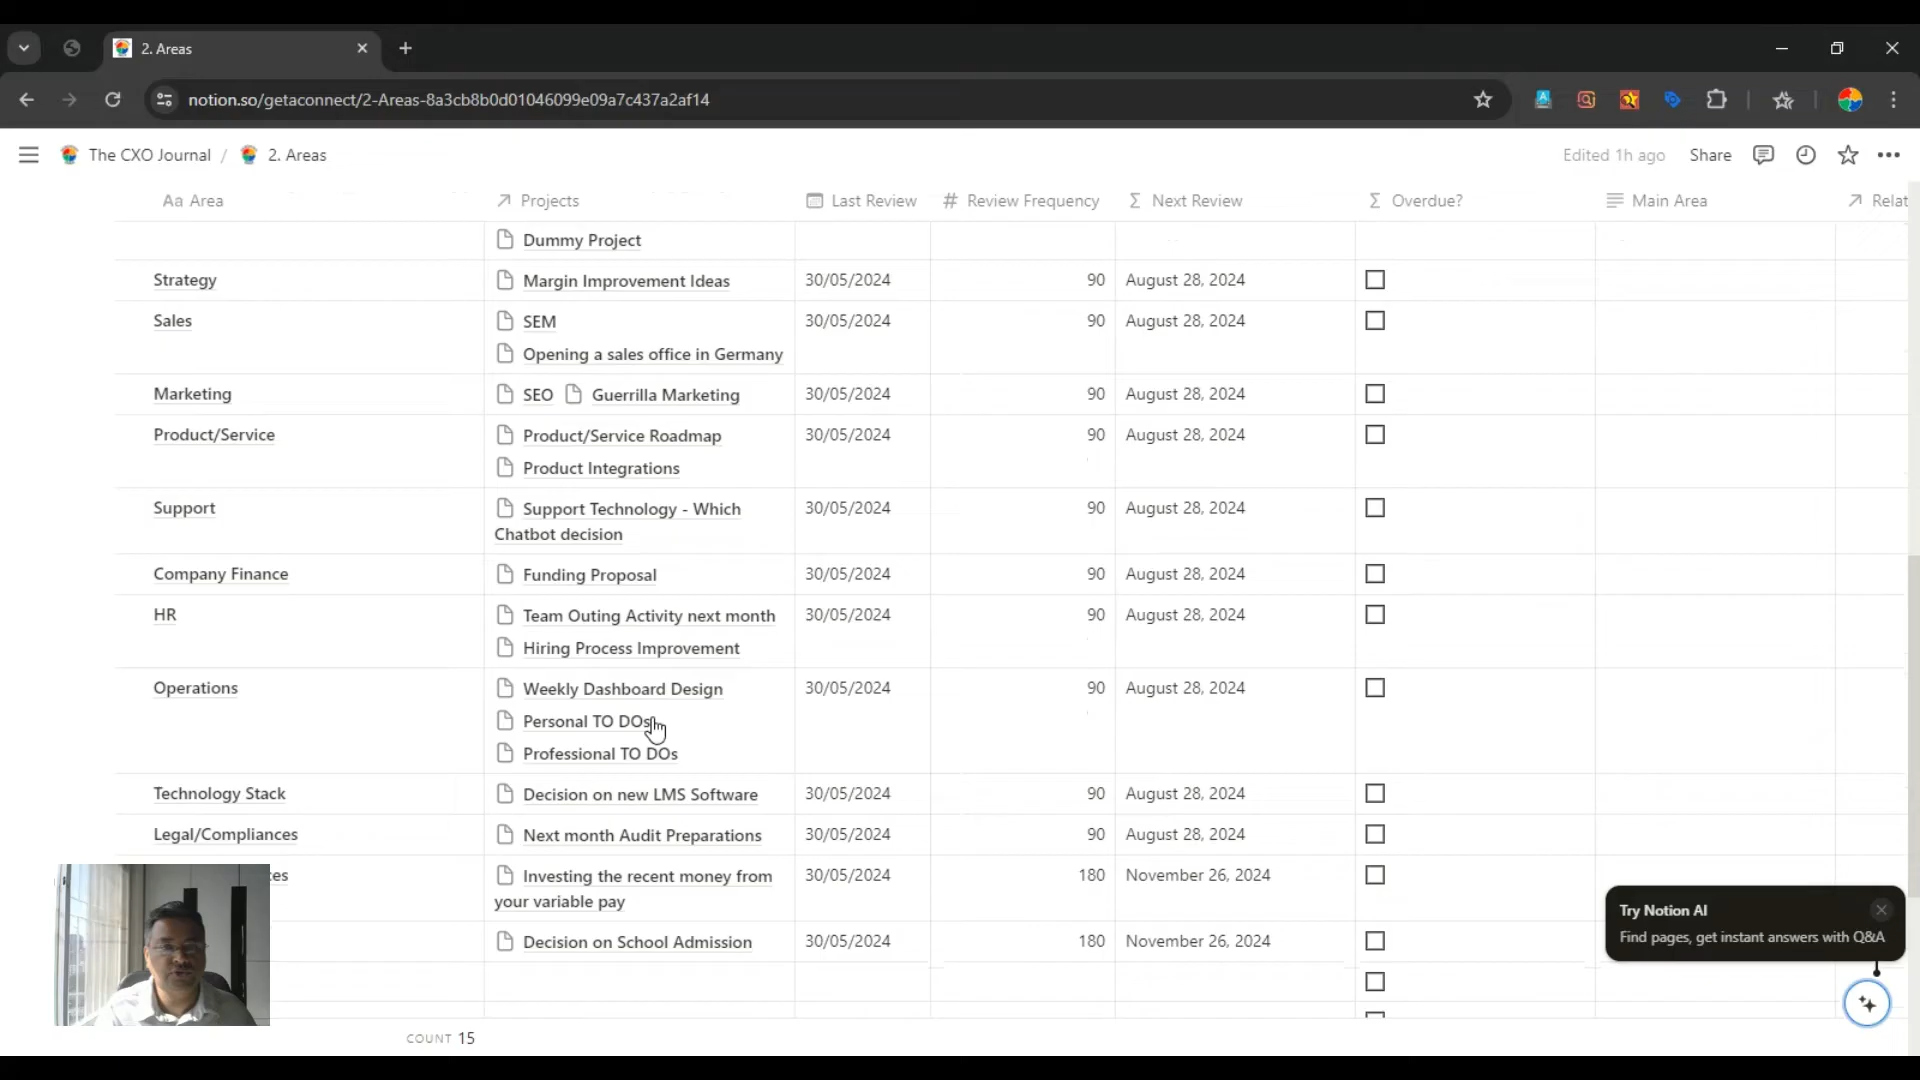 2. Areas
notion.so/getaconnect/2-Areas-8a3cb8b0d01046099e09a7c437a2af14
The CXO Journal / 2. Areas
Edited 1h ago Share
Aa Area Projects Last Review # Review Frequency Σ Next Review Σ Overdue? Main Area Relat
Dummy Project
Strategy Margin Improvement Ideas 30/05/2024 90 August 28, 2024
Sales SEM 30/05/2024 90 August 28, 2024
Opening a sales office in Germany
Marketing SEO Guerrilla Marketing 30/05/2024 90 August 28, 2024
Product/Service Product/Service Roadmap 30/05/2024 90 August 28, 2024
Product Integrations
Support Support Technology - Which 30/05/2024 90 August 28, 2024
Chatbot decision
Company Finance Funding Proposal 30/05/2024 90 August 28, 2024
HR Team Outing Activity next month 30/05/2024 90 August 28, 2024
Hiring Process Improvement
Operations Weekly Dashboard Design 30/05/2024 90 August 28, 2024
Personal TO DOs
Professional TO DOs
Technology Stack Decision on new LMS Software 30/05/2024 90 August 28, 2024
Legal/Compliances Next month Audit Preparations 30/05/2024 90 August 28, 2024
es Investing the recent money from 30/05/2024 180 November 26, 2024
your variable pay
Decision on School Admission 30/05/2024 180 November 26, 2024
Try Notion AI
Find pages, get instant answers with Q&A
COUNT 15